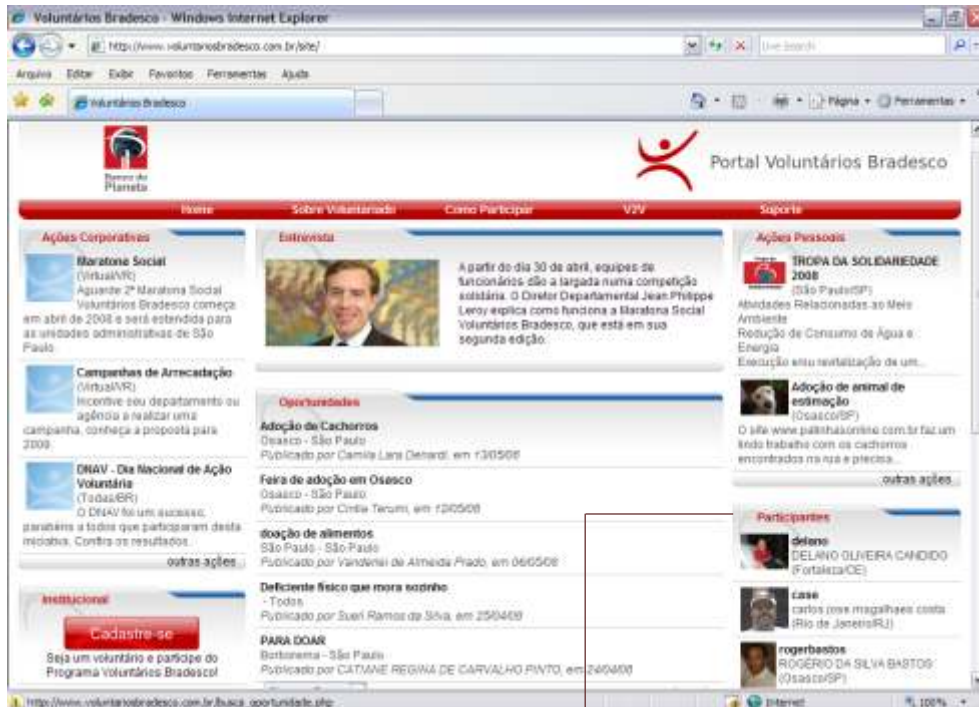 Voluntários Bradesco - Windows Internet Explorer
http://www.voluntariosbradesco.com.br/site/
Live Search
Arquivo Editar Exibir Favoritos Ferramentas Ajuda
Voluntários Bradesco
Página Ferramentas
Banco do
Planeta
Portal Voluntários Bradesco
Home Sobre Voluntariado Como Participar V2V Suporte
Ações Corporativas
Maratona Social
(Virtual/VR)
Aguarde 2ª Maratona Social
Voluntários Bradesco começa
em abril de 2008 e será estendida para
as unidades administrativas de São
Paulo
Campanhas de Arrecadação
(Virtual/VR)
Incentive seu departamento ou
agência a realizar uma
campanha, conheça a proposta para
DNAV - Dia Nacional de Ação
Voluntária
(Todas/BR)
O DNAV foi um sucesso,
parabéns a todos que participaram desta
iniciativa. Confira os resultados.
outras ações
Institucional
Cadastre-se
Seja um voluntário e participe do
Programa Voluntários Bradesco!
Entrevista
A partir do dia 30 de abril, equipes de
funcionários dão a largada numa competição
solidária. O Diretor Departamental Jean Philippe
Leroy explica como funciona a Maratona Social
Voluntários Bradesco, que está em sua
segunda edição.
Oportunidades
Adoção de Cachorros
Osasco - São Paulo
Publicado por Camila Lara Denardi, em 13/05/08
Feira de adoção em Osasco
Osasco - São Paulo
Publicado por Cintia Terumi, em 12/05/08
doação de alimentos
São Paulo - São Paulo
Publicado por Vanderlei de Almeida Prado, em 06/05/08
Deficiente físico que mora sozinho
- Todos
Publicado por Sueli Ramos da Silva, em 25/04/08
PARA DOAR
Borborema - São Paulo
Publicado por CATIANE REGINA DE CARVALHO PINTO, em 24/04/08
Ações Pessoais
TROPA DA SOLIDARIEDADE
2008
(São Paulo/SP)
Atividades Relacionadas ao Meio
Ambiente
Redução de Consumo de Água e
Energia
Execução e/ou revitalização de um...
Adoção de animal de
estimação
(Osasco/SP)
O site www.patinhasonline.com.br faz um
lindo trabalho com os cachorros
encontrados na rua e precisa...
outras ações
Participantes
delano
DELANO OLIVEIRA CANDIDO
(Fortaleza/CE)
case
carlos jose magalhaes costa
(Rio de Janeiro/RJ)
rogerbastos
ROGÉRIO DA SILVA BASTOS
(Osasco/SP)
http://www.voluntariosbradesco.com.br/busca_oportunidade.php
Internet
100%